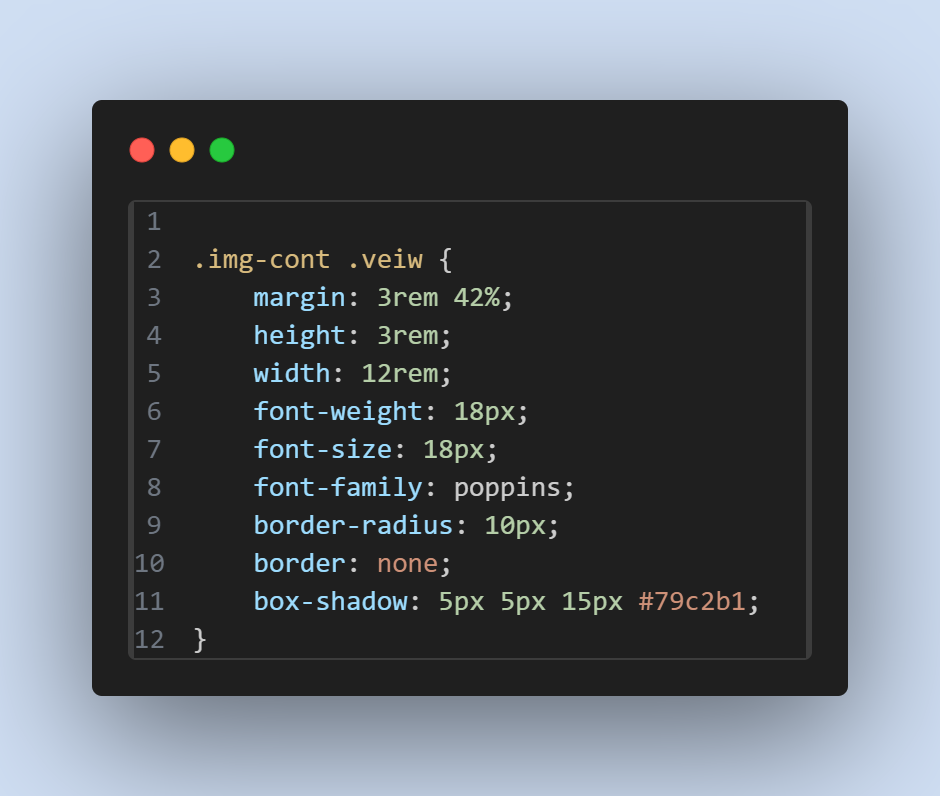 1
2 .img-cont .veiw {
3     margin: 3rem 42%;
4     height: 3rem;
5     width: 12rem;
6     font-weight: 18px;
7     font-size: 18px;
8     font-family: poppins;
9     border-radius: 10px;
10     border: none;
11     box-shadow: 5px 5px 15px #79c2b1;
12 }